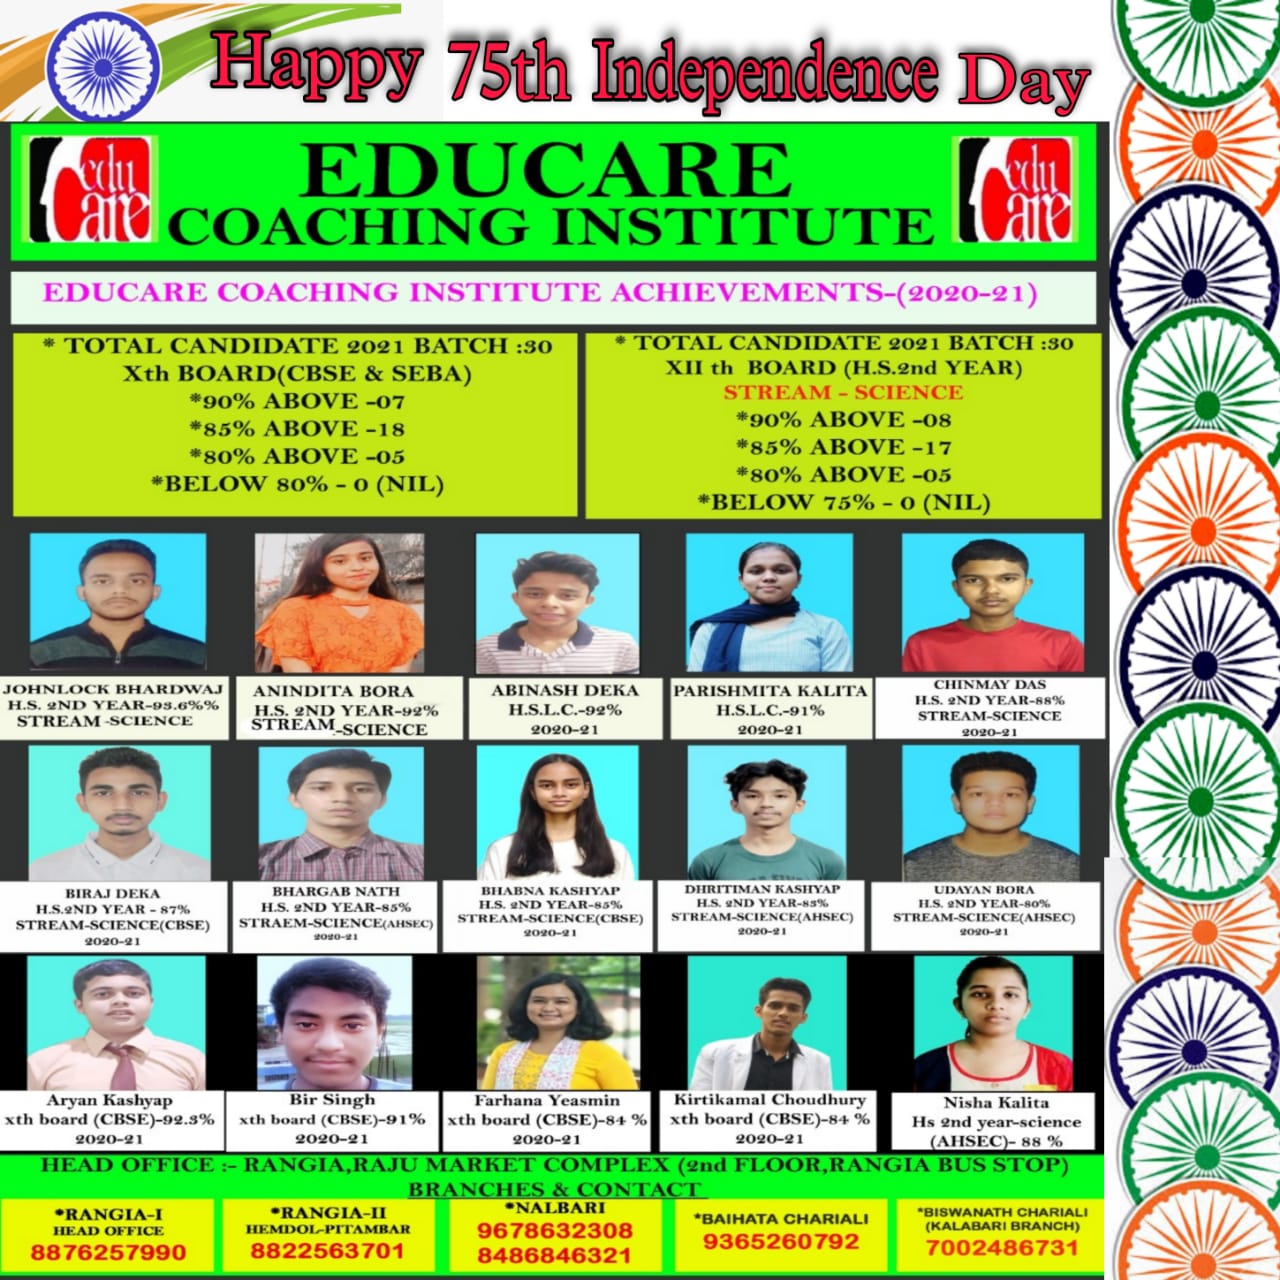 Happy 75th Independence Day
edu
Care
EDUCARE
COACHING INSTITUTE
edu
Care
EDUCARE COACHING INSTITUTE ACHIEVEMENTS-(2020-21)
* TOTAL CANDIDATE 2021 BATCH :30
Xth BOARD(CBSE & SEBA)
*90% ABOVE -07
*85% ABOVE -18
*80% ABOVE -05
*BELOW 80% - 0 (NIL)
* TOTAL CANDIDATE 2021 BATCH :30
XII th BOARD (H.S.2nd YEAR)
STREAM - SCIENCE
*90% ABOVE -08
*85% ABOVE -17
*80% ABOVE -05
*BELOW 75% - 0 (NIL)
JOHNLOCK BHARDWAJ
H.S. 2ND YEAR-93.6%%
STREAM -SCIENCE
ANINDITA BORA
H.S. 2ND YEAR-92%
STREAM -SCIENCE
ABINASH DEKA
H.S.L.C.-92%
2020-21
PARISHMITA KALITA
H.S.L.C.-91%
2020-21
CHINMAY DAS
H.S. 2ND YEAR-88%
STREAM-SCIENCE
2020-21
BIRAJ DEKA
H.S.2ND YEAR - 87%
STREAM-SCIENCE(CBSE)
2020-21
BHARGAB NATH
H.S. 2ND YEAR-85%
STRAEM-SCIENCE(AHSEC)
2020-21
BHABNA KASHYAP
H.S. 2ND YEAR-85%
STREAM-SCIENCE(CBSE)
2020-21
DHRITIMAN KASHYAP
H.S. 2ND YEAR-83%
STREAM-SCIENCE(AHSEC)
2020-21
UDAYAN BORA
H.S. 2ND YEAR-80%
STREAM-SCIENCE(AHSEC)
2020-21
Aryan Kashyap
xth board (CBSE)-92.3%
2020-21
Bir Singh
xth board (CBSE)-91%
2020-21
Farhana Yeasmin
xth board (CBSE)-84 %
2020-21
Kirtikamal Choudhury
xth board (CBSE)-84 %
2020-21
Nisha Kalita
Hs 2nd year-science
(AHSEC)- 88 %
HEAD OFFICE :- RANGIA,RAJU MARKET COMPLEX (2nd FLOOR,RANGIA BUS STOP)
BRANCHES & CONTACT
*RANGIA-I
HEAD OFFICE
8876257990
*RANGIA-II
HEMDOL-PITAMBAR
8822563701
*NALBARI
9678632308
8486846321
*BAIHATA CHARIALI
9365260792
*BISWANATH CHARIALI
(KALABARI BRANCH)
7002486731